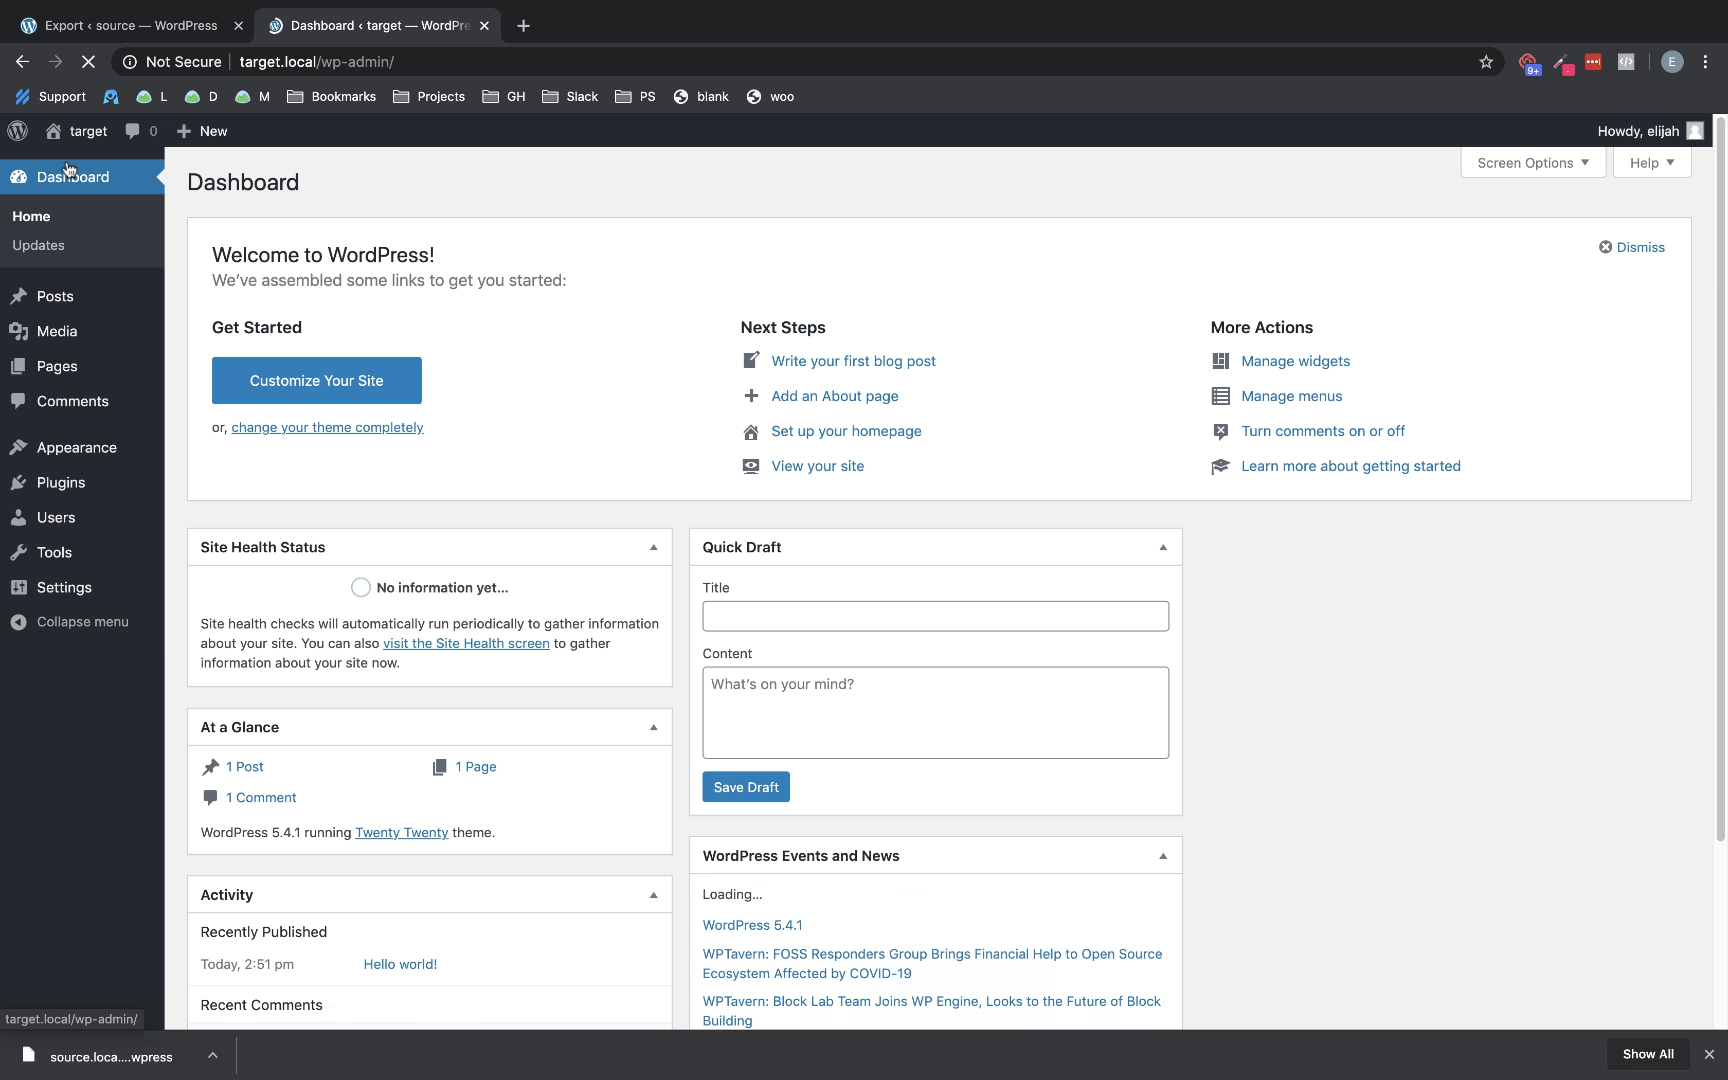 Export ‹ source — WordPress
Dashboard ‹ target — WordPre
Not Secure
target.local/wp-admin/
9+
E
Support
L
D
M
Bookmarks
Projects
GH
Slack
PS
blank
woo
target
0
New
Howdy, elijah
Dashboard
Home
Updates
Posts
Media
Pages
Comments
Appearance
Plugins
Users
Tools
Settings
Collapse menu
Dashboard
Screen Options
Help
Welcome to WordPress!
We've assembled some links to get you started:
Dismiss
Get Started
Customize Your Site
or, change your theme completely
Next Steps
Write your first blog post
Add an About page
Set up your homepage
View your site
More Actions
Manage widgets
Manage menus
Turn comments on or off
Learn more about getting started
Site Health Status
No information yet...
Site health checks will automatically run periodically to gather information
about your site. You can also visit the Site Health screen to gather
information about your site now.
At a Glance
1 Post
1 Page
1 Comment
WordPress 5.4.1 running Twenty Twenty theme.
Activity
Recently Published
Today, 2:51 pm
Hello world!
Recent Comments
Quick Draft
Title
Content
What's on your mind?
Save Draft
WordPress Events and News
Loading...
WordPress 5.4.1
WPTavern: FOSS Responders Group Brings Financial Help to Open Source
Ecosystem Affected by COVID-19
WPTavern: Block Lab Team Joins WP Engine, Looks to the Future of Block
Building
target.local/wp-admin/
source.loca....wpress
Show All